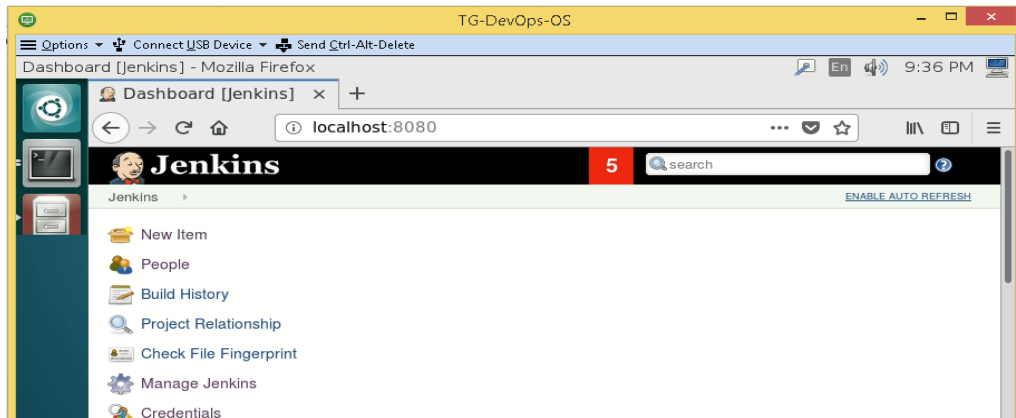 TG-DevOps-OS
Options Connect USB Device Send Ctrl-Alt-Delete
Dashboard [Jenkins] - Mozilla Firefox En 9:36 PM
Dashboard [Jenkins]
localhost:8080
Jenkins 5 search
Jenkins ENABLE AUTO REFRESH
New Item
People
Build History
Project Relationship
Check File Fingerprint
Manage Jenkins
Credentials